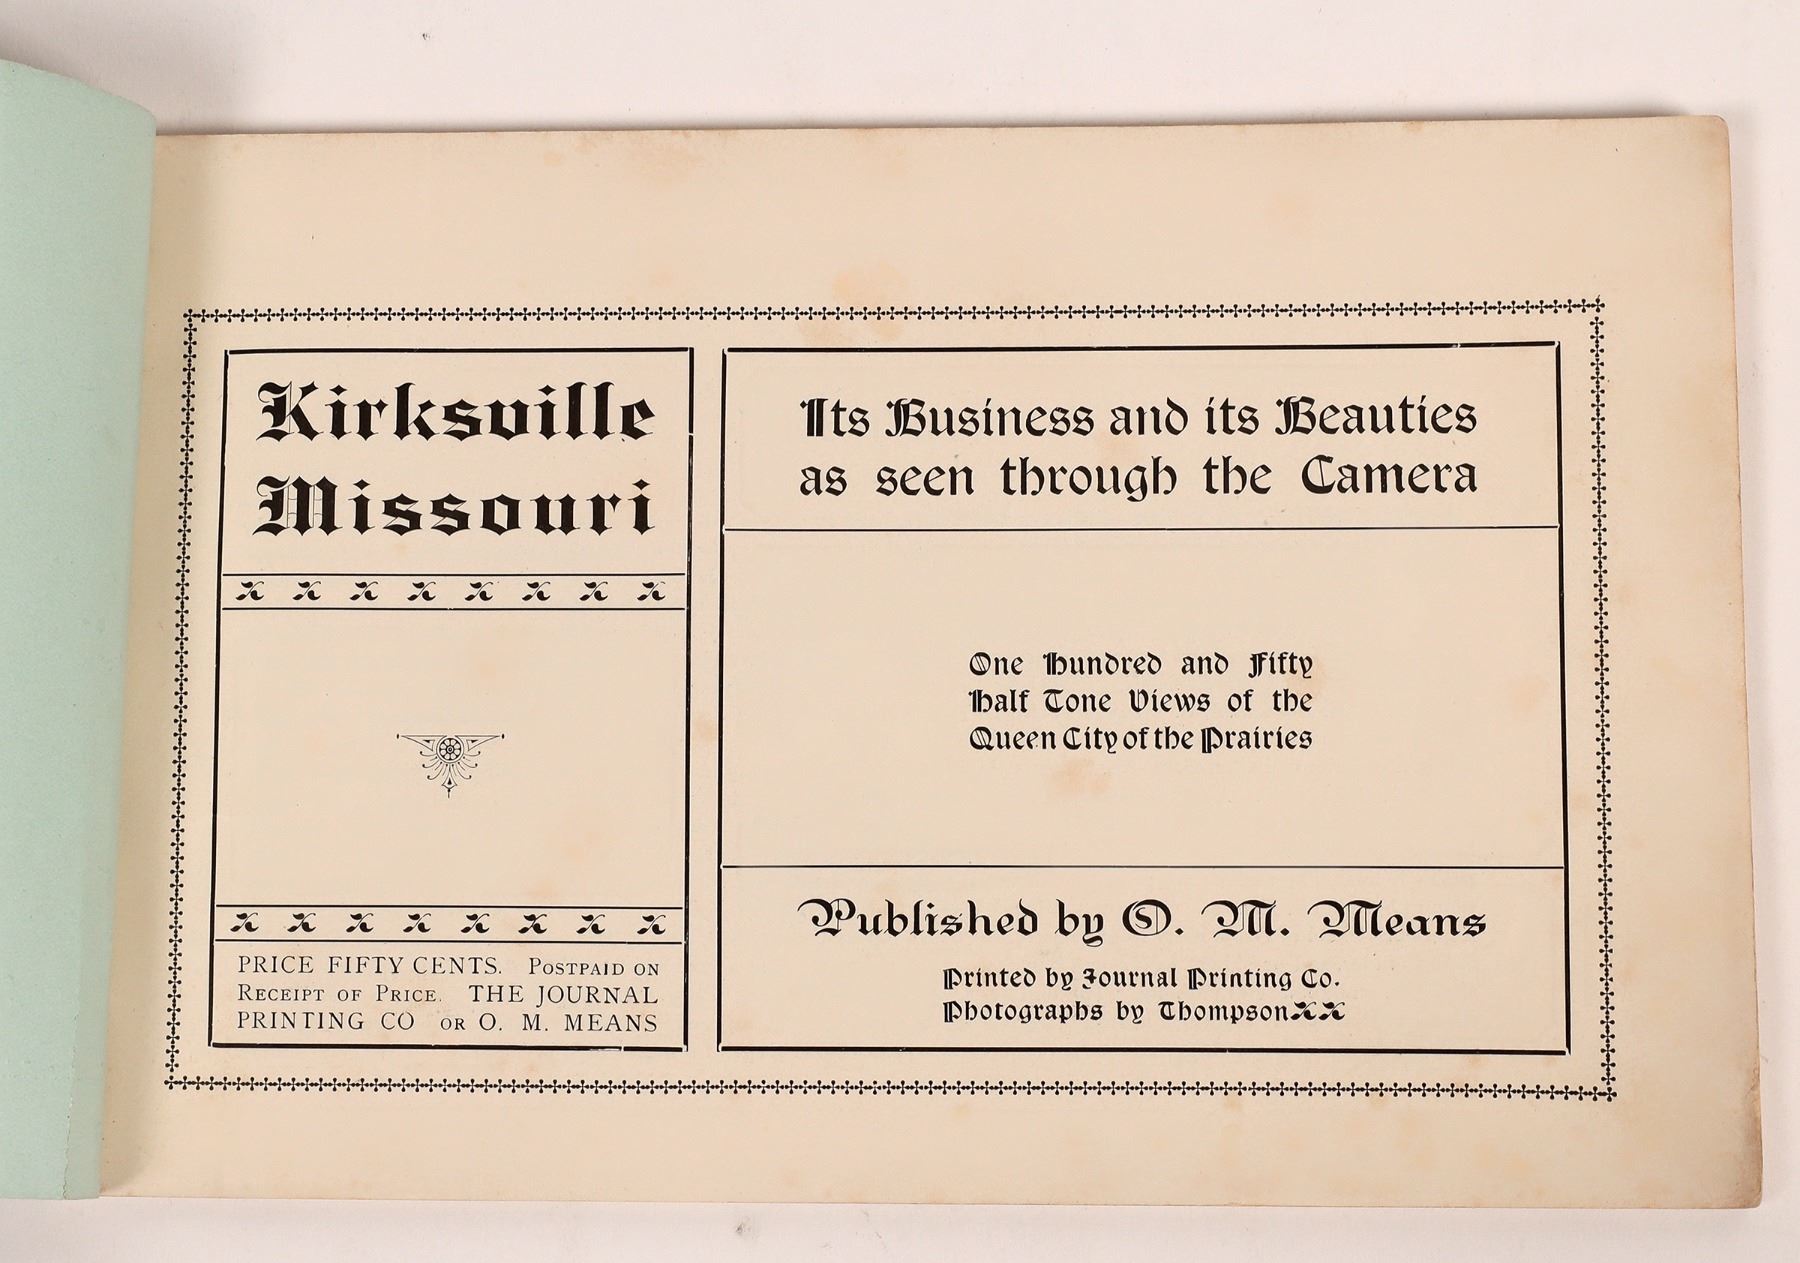 Kirksville
Missouri
PRICE FIFTY CENTS. POSTPAID ON
RECEIPT OF PRICE. THE JOURNAL
PRINTING CO OR O. M. MEANS
Its Business and its Beauties
as seen through the Camera
One Hundred and Fifty
Half Tone Views of the
Queen City of the Prairies
Published by O. M. Means
Printed by Journal Printing Co.
Photographs by Thompson